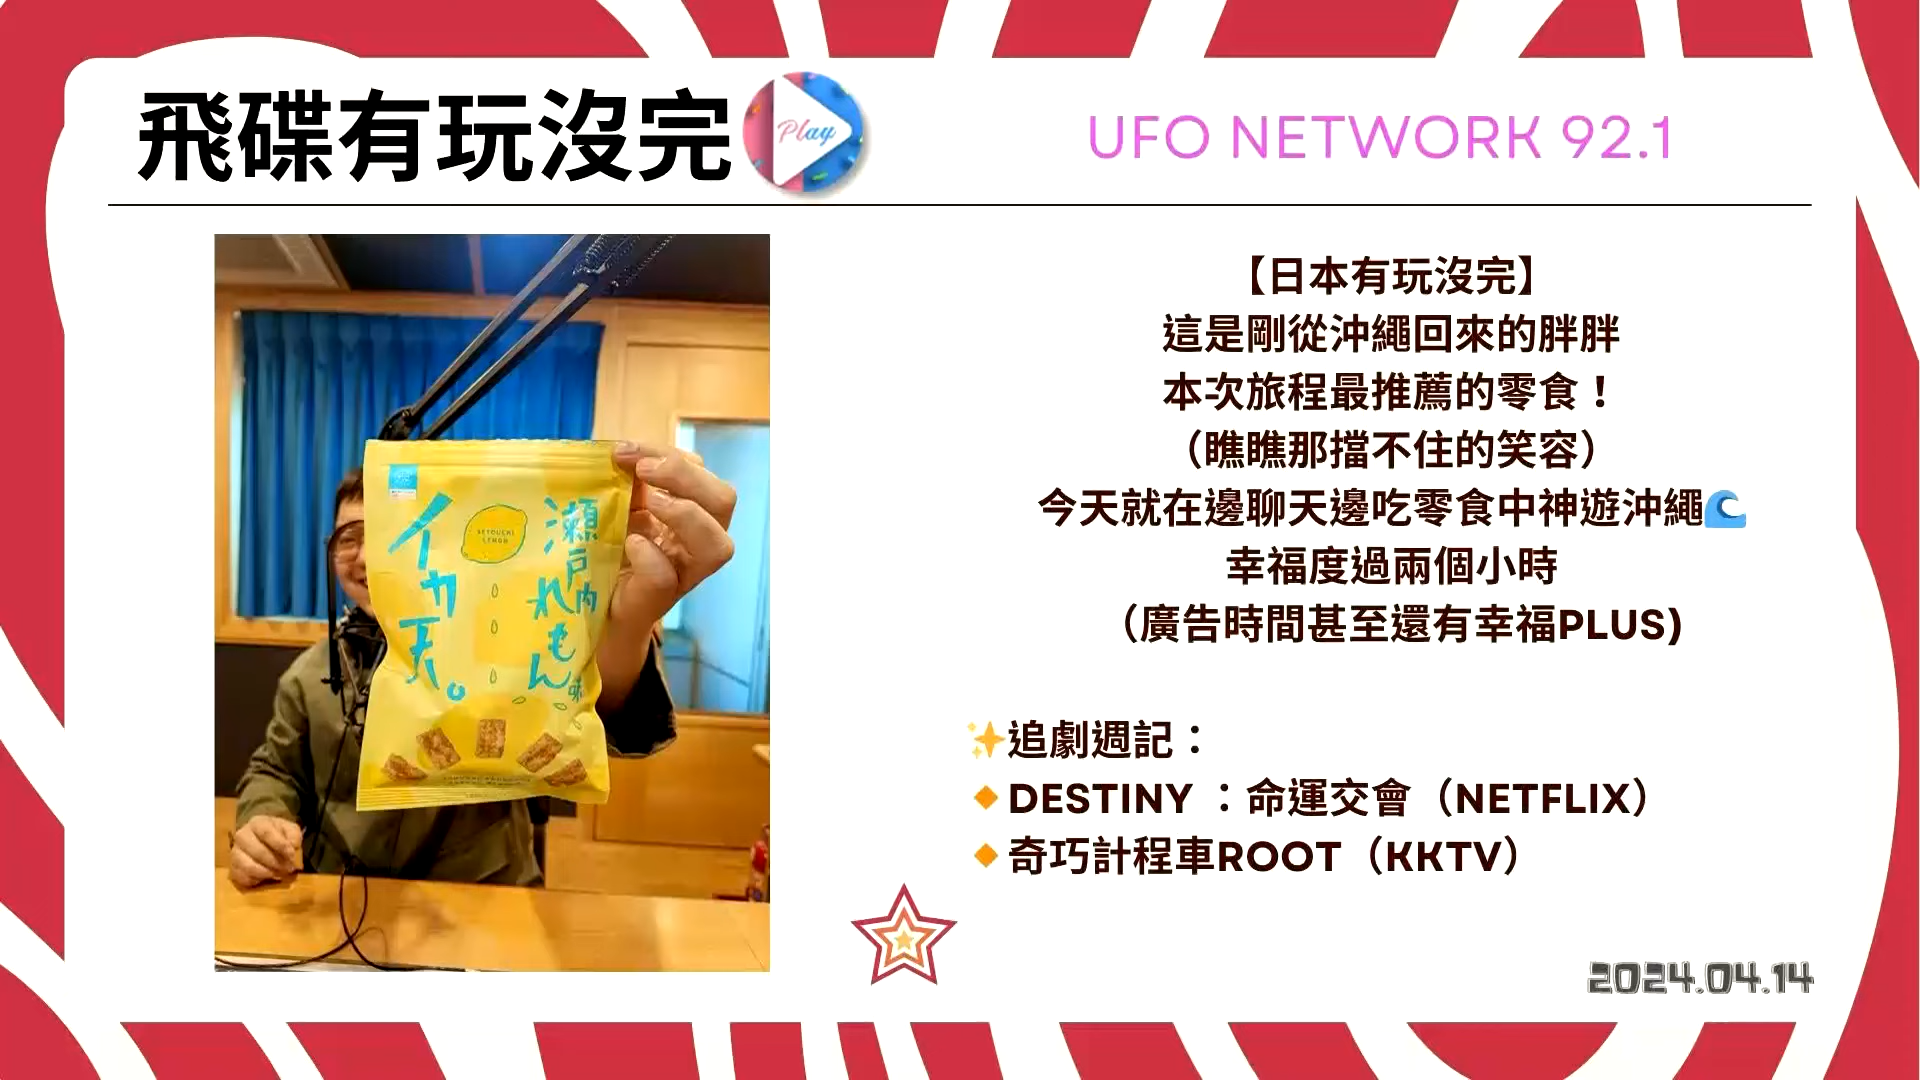 飛碟有玩沒完
Play
UFO NETWORK 92.1
【日本有玩沒完】
這是剛從沖繩回來的胖胖
本次旅程最推薦的零食！
（瞧瞧那擋不住的笑容）
今天就在邊聊天邊吃零食中神遊沖繩🌊
幸福度過兩個小時
（廣告時間甚至還有幸福PLUS)
✨追劇週記：
🔸DESTINY ：命運交會（NETFLIX）
🔸奇巧計程車ROOT（KKTV）
瀬戸内
れもん味
イカ天。
SETOUCHI
LEMON
2024.04.14